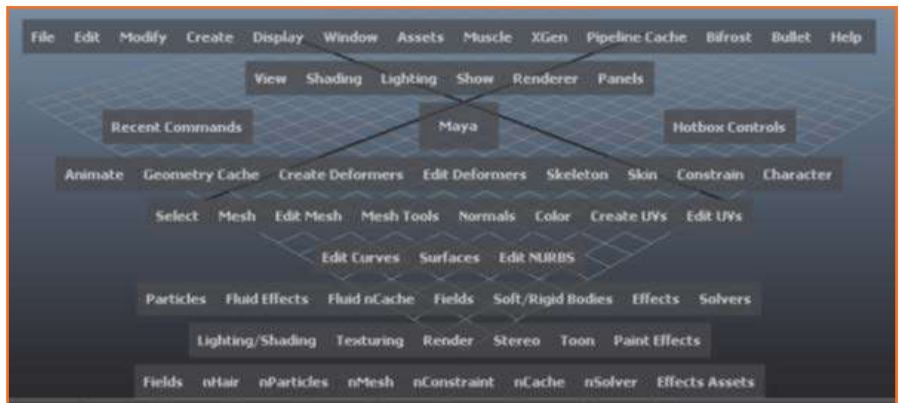 File Edit Modify Create Display Window Assets Muscle XGen Pipeline Cache Bifrost Bullet Help
View Shading Lighting Show Renderer Panels
Recent Commands Maya Hotbox Controls
Animate Geometry Cache Create Deformers Edit Deformers Skeleton Skin Constrain Character
Select Mesh Edit Mesh Mesh Tools Normals Color Create UVs Edit UVs
Edit Curves Surfaces Edit NURBS
Particles Fluid Effects Fluid nCache Fields Soft/Rigid Bodies Effects Solvers
Lighting/Shading Texturing Render Stereo Toon Paint Effects
Fields nHair nParticles nMesh nConstraint nCache nSolver Effects Assets